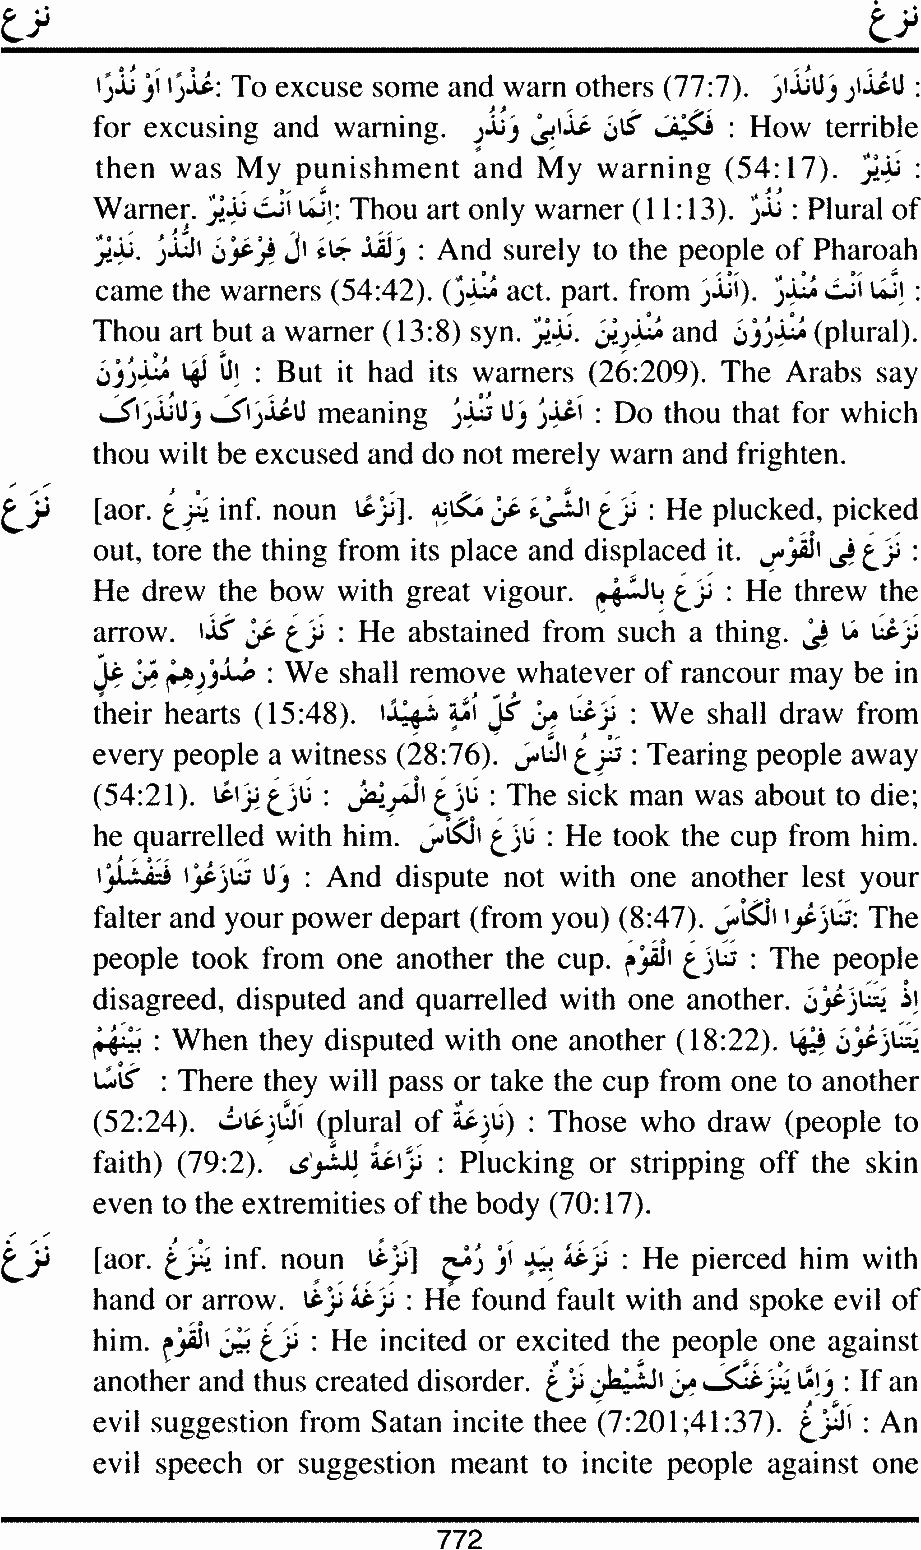 نزع نزغ
عُذْرًا اَوْ نُذْرًا: To excuse some and warn others (77:7). لاعْذَار وَلانْذَارَ :
for excusing and warning. فَكَيْفَ كَانَ عَذَابِىْ وَنُذُرِ : How terrible
then was My punishment and My warning (54:17). نَذِيْرٌ :
Warner. اِنَّمَا اَنْتَ نَذِيْرٌ: Thou art only warner (11:13). نُذُرٌ : Plural of
نَذِيْرٌ. وَلَقَدْ جَاءَ اٰلَ فِرْعَوْنَ النُّذُرُ : And surely to the people of Pharoah
came the warners (54:42). (مُنْذِرٌ act. part. from اَنْذَرَ). اِنَّمَا اَنْتَ مُنْذِرٌ :
Thou art but a warner (13:8) syn. نَذِيْرٌ. مُنْذِرِيْنَ and مُنْذِرُوْنَ (plural).
اِلَّا لَهَا مُنْذِرُوْنَ : But it had its warners (26:209). The Arabs say
لاعْذَرَاكَ وَلانْذَرَاكَ meaning اَعْذِرْ وَلا تُنْذِرْ : Do thou that for which
thou wilt be excused and do not merely warn and frighten.
نَزَعَ [aor. يَنْزِعُ inf. noun نَزْعًا]. نَزَعَ الشَّىْءَ عَنْ مَكَانِهِ : He plucked, picked
out, tore the thing from its place and displaced it. نَزَعَ فِى الْقَوْسِ :
He drew the bow with great vigour. نَزَعَ بِالسَّهْمِ : He threw the
arrow. نَزَعَ عَنْ كَذَا : He abstained from such a thing. نَزَعْنَا مَا فِىْ
صُدُوْرِهِمْ مِّنْ غِلٍّ : We shall remove whatever of rancour may be in
their hearts (15:48). نَزَعْنَا مِنْ كُلِّ اُمَّةٍ شَهِيْدًا : We shall draw from
every people a witness (28:76). تَنْزِعُ النَّاسَ : Tearing people away
(54:21). نَازَعَ نِزَاعًا : نَازَعَ الْمَرِيْضُ : The sick man was about to die;
he quarrelled with him. نَازَعَ الْكَأْسَ : He took the cup from him.
وَلا تَنَازَعُوْا فَتَفْشَلُوْا : And dispute not with one another lest your
falter and your power depart (from you) (8:47). تَنَازَعُوا الْكَأْسَ: The
people took from one another the cup. تَنَازَعَ الْقَوْمُ : The people
disagreed, disputed and quarrelled with one another. اِذْ يَتَنَازَعُوْنَ
بَيْنَهُمْ : When they disputed with one another (18:22). يَتَنَازَعُوْنَ فِيْهَا
كَاْسًا : There they will pass or take the cup from one to another
(52:24). اَلنَّازِعَاتُ (plural of نَازِعَةٌ) : Those who draw (people to
faith) (79:2). نَزَّاعَةً لِلشَّوٰى : Plucking or stripping off the skin
even to the extremities of the body (70:17).
نَزَغَ [aor. يَنْزَغُ inf. noun نَزْغًا] نَزَغَهُ بِيَدٍ اَوْ رُمْحٍ : He pierced him with
hand or arrow. نَزَغَهُ نَزْغًا : He found fault with and spoke evil of
him. نَزَغَ بَيْنَ الْقَوْمِ : He incited or excited the people one against
another and thus created disorder. وَاِمَّا يَنْزَغَنَّكَ مِنَ الشَّيْطٰنِ نَزْغٌ : If an
evil suggestion from Satan incite thee (7:201;41:37). اَلنَّزْغُ : An
evil speech or suggestion meant to incite people against one
772